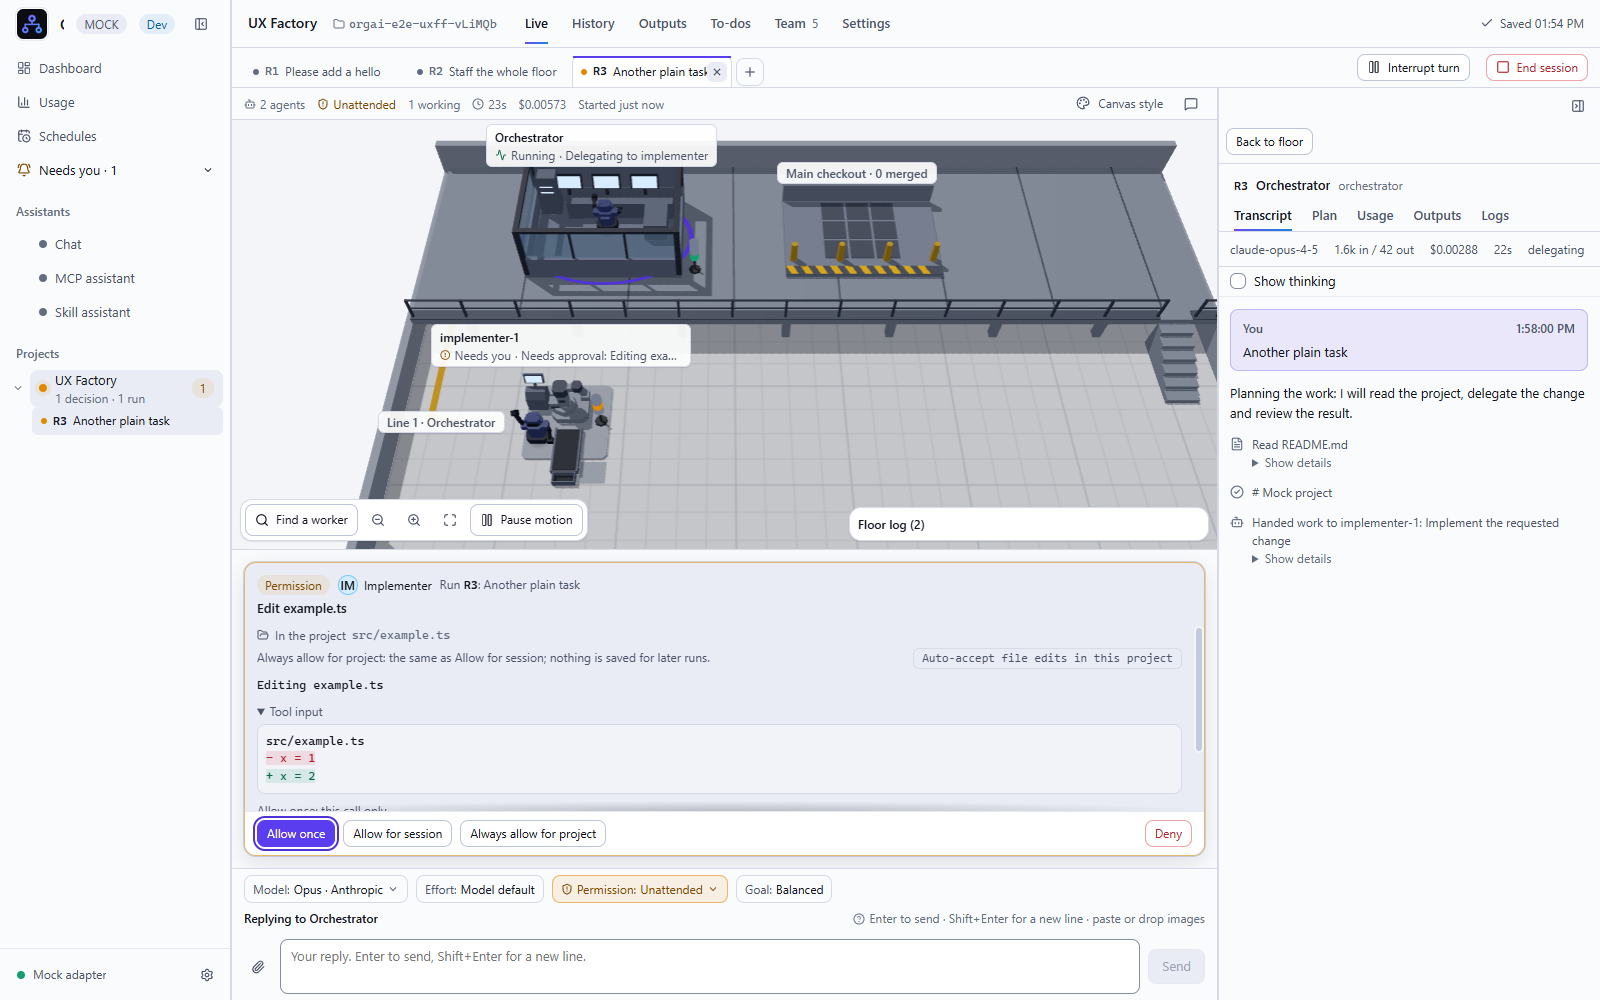 MOCK
Dev
Dashboard
Usage
Schedules
Needs you · 1
Assistants
Chat
MCP assistant
Skill assistant
Projects
UX Factory
1 decision · 1 run
1
R3 Another plain task
Mock adapter
UX Factory
orgai-e2e-uxff-vLiMQb
Live
History
Outputs
To-dos
Team 5
Settings
Saved 01:54 PM
R1 Please add a hello
R2 Staff the whole floor
R3 Another plain task
Interrupt turn
End session
2 agents
Unattended
1 working
23s
$0.00573
Started just now
Canvas style
Orchestrator
Running · Delegating to implementer
Main checkout · 0 merged
implementer-1
Needs you · Needs approval: Editing exa...
Line 1 · Orchestrator
Find a worker
Pause motion
Floor log (2)
Permission
IM
Implementer
Run R3: Another plain task
Edit example.ts
In the project src/example.ts
Always allow for project: the same as Allow for session; nothing is saved for later runs.
Auto-accept file edits in this project
Editing example.ts
Tool input
src/example.ts
- x = 1
+ x = 2
Allow once: this call only
Allow once
Allow for session
Always allow for project
Deny
Model: Opus · Anthropic
Effort: Model default
Permission: Unattended
Goal: Balanced
Replying to Orchestrator
Enter to send · Shift+Enter for a new line · paste or drop images
Your reply. Enter to send, Shift+Enter for a new line.
Send
Back to floor
R3 Orchestrator orchestrator
Transcript
Plan
Usage
Outputs
Logs
claude-opus-4-5
1.6k in / 42 out
$0.00288
22s
delegating
Show thinking
You
1:58:00 PM
Another plain task
Planning the work: I will read the project, delegate the change
and review the result.
Read README.md
Show details
# Mock project
Handed work to implementer-1: Implement the requested
change
Show details